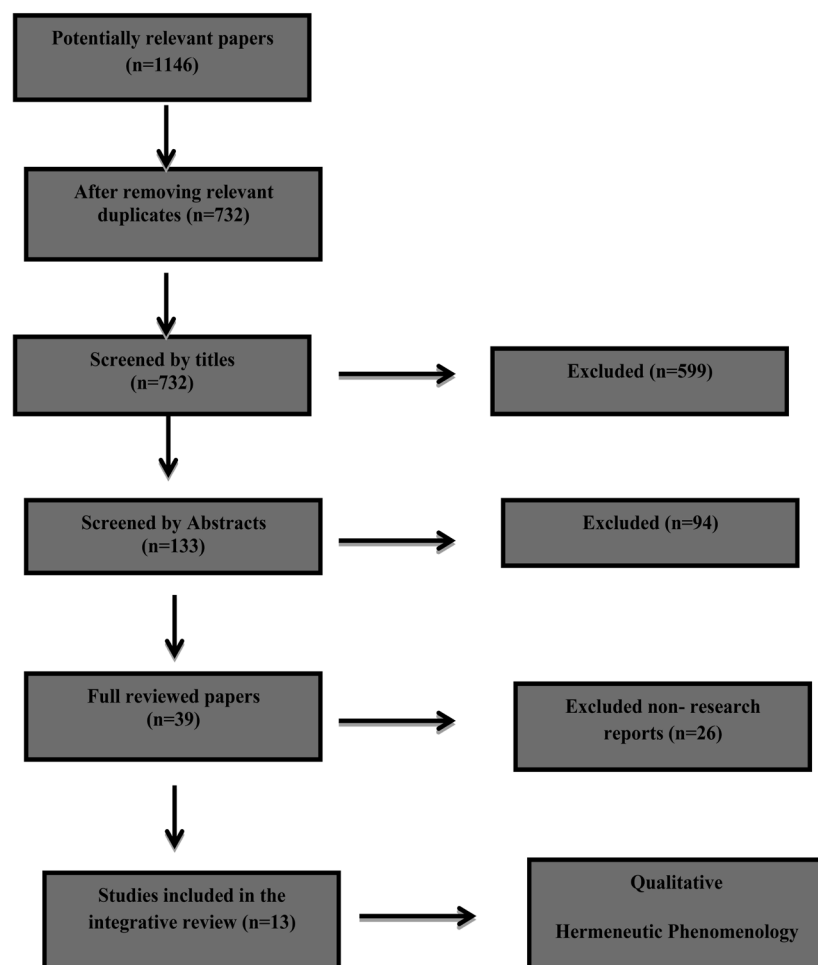 Potentially relevant papers
(n=1146)
After removing relevant
duplicates (n=732)
Screened by titles
(n=732)
Excluded (n=599)
Screened by Abstracts
(n=133)
Excluded (n=94)
Full reviewed papers
(n=39)
Excluded non- research
reports (n=26)
Studies included in the
integrative review (n=13)
Qualitative
Hermeneutic Phenomenology